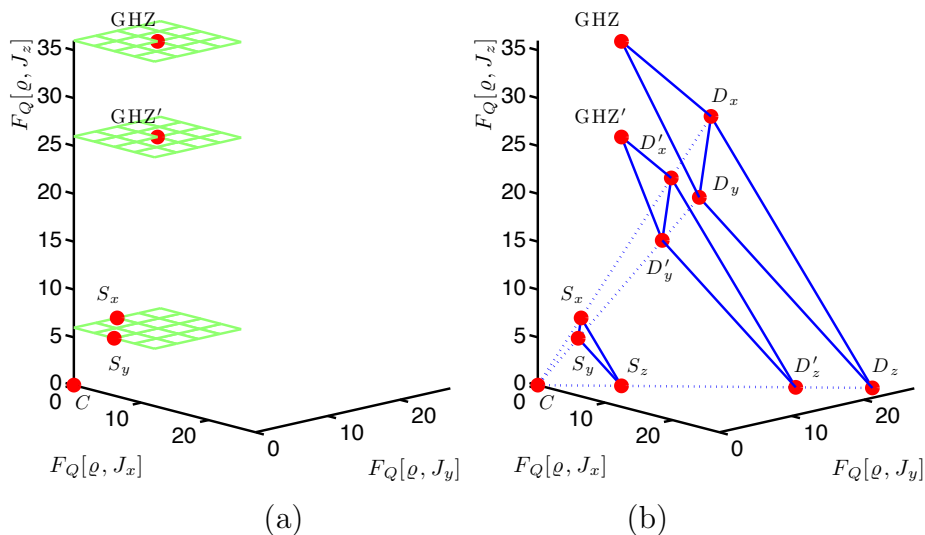 GHZ
GHZ′
F_Q[ϱ, J_z]
35
30
25
20
15
10
5
0
S_x
S_y
C
0
10
20
0
10
20
F_Q[ϱ, J_x]
F_Q[ϱ, J_y]
(a)
GHZ
GHZ′
F_Q[ϱ, J_z]
35
30
25
20
15
10
5
0
D_x
D′_x
D_y
D′_y
S_x
S_y
S_z
D′_z
D_z
C
0
10
20
0
10
20
F_Q[ϱ, J_x]
F_Q[ϱ, J_y]
(b)